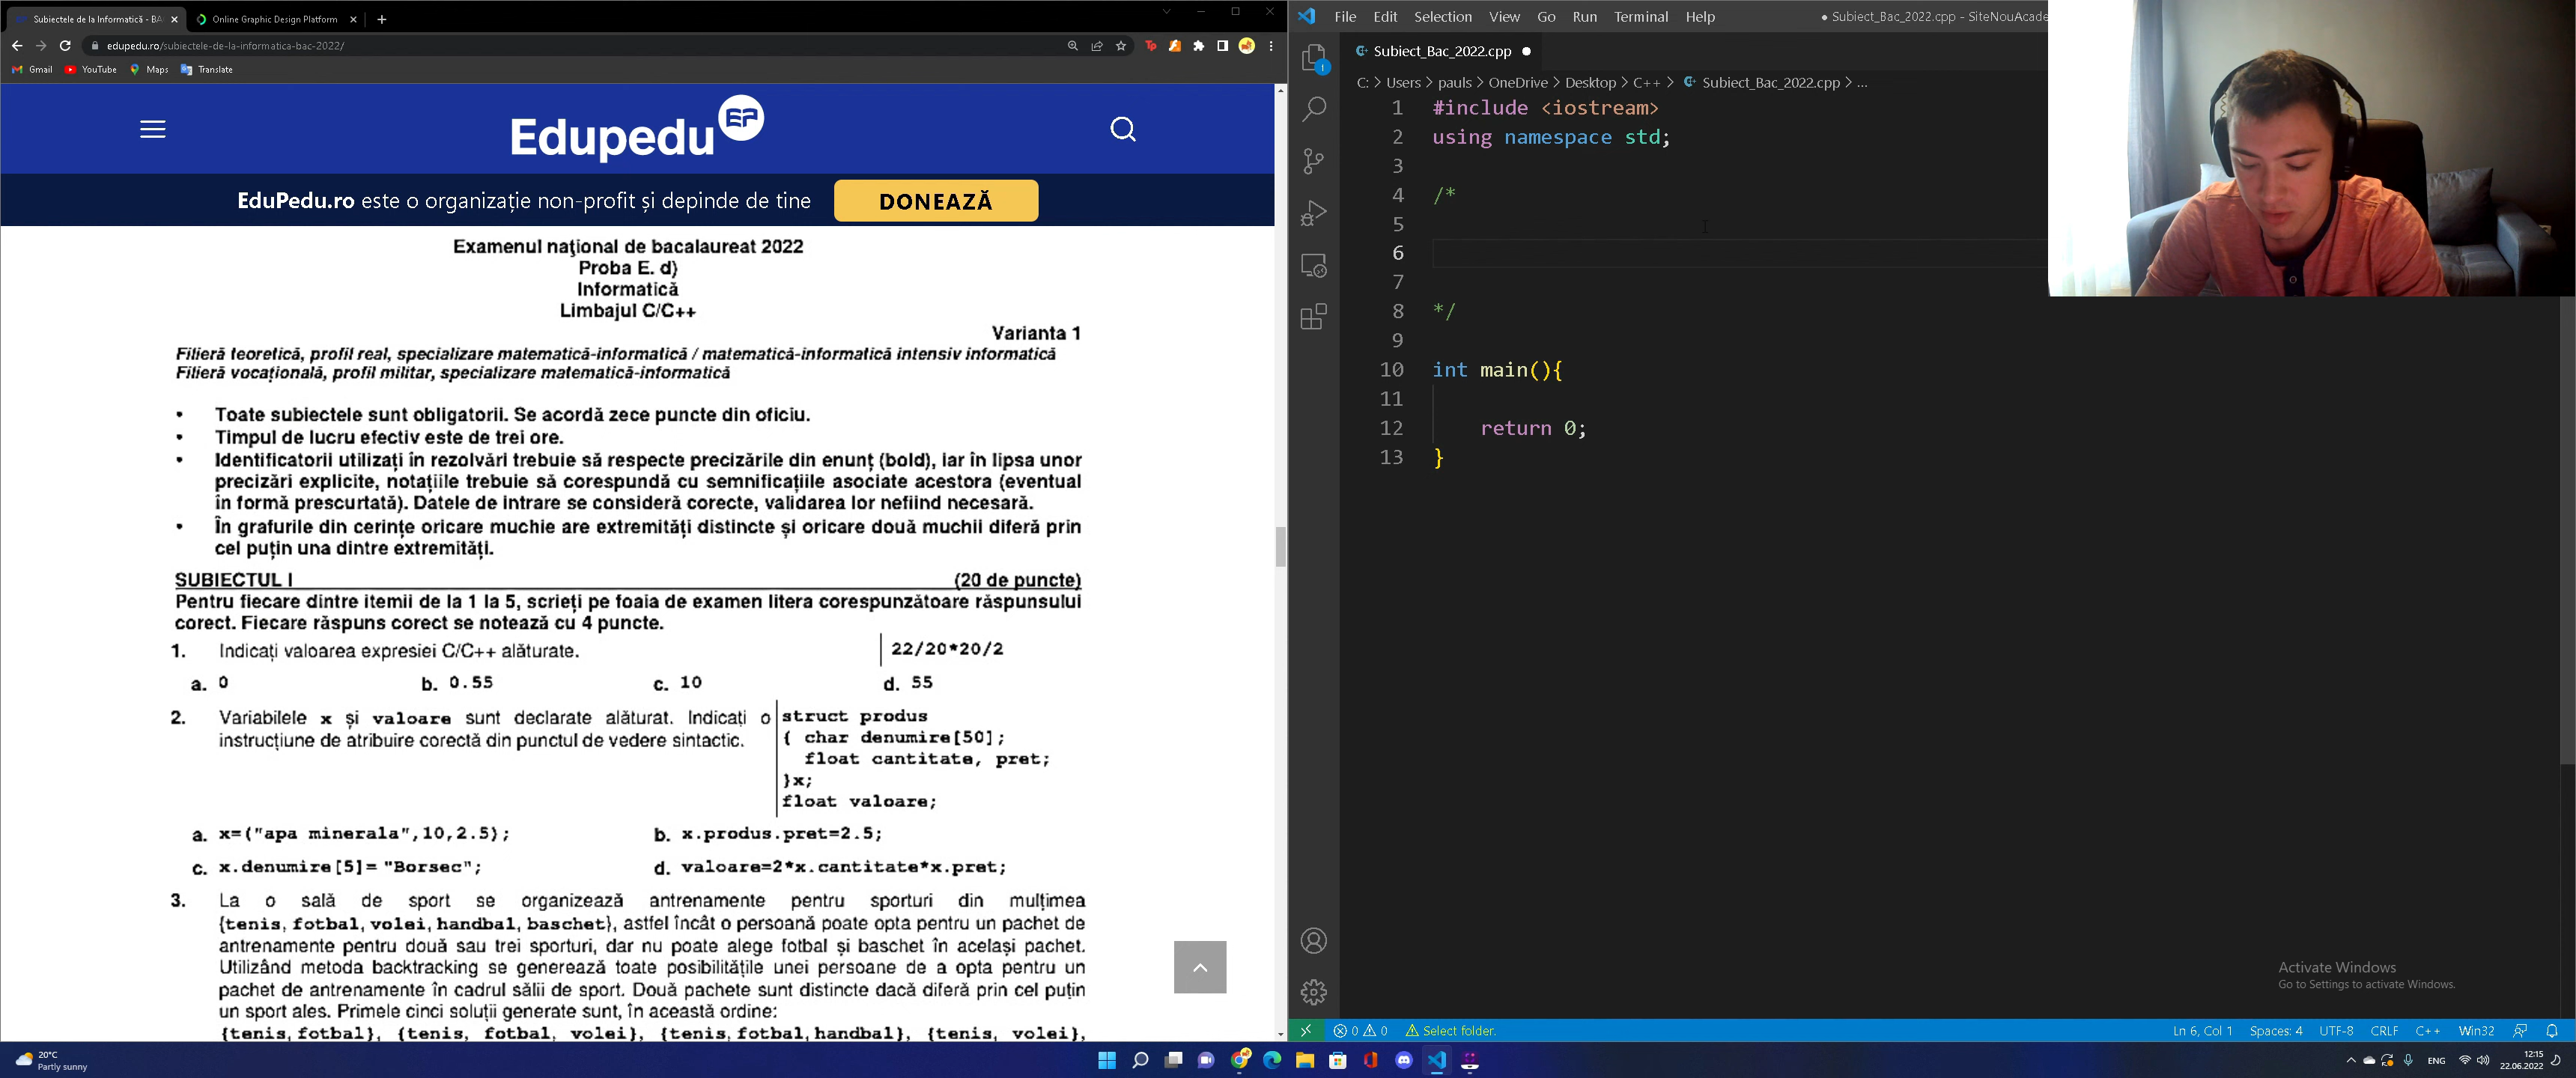 Subiectele de la Informatică - BA
Online Graphic Design Platform
edupedu.ro/subiectele-de-la-informatica-bac-2022/
Gmail YouTube Maps Translate
Edupedu EP
EduPedu.ro este o organizație non-profit și depinde de tine
DONEAZĂ
Examenul național de bacalaureat 2022
Proba E. d)
Informatică
Limbajul C/C++
Varianta 1
Filieră teoretică, profil real, specializare matematică-informatică / matematică-informatică intensiv informatică
Filieră vocațională, profil militar, specializare matematică-informatică
• Toate subiectele sunt obligatorii. Se acordă zece puncte din oficiu.
• Timpul de lucru efectiv este de trei ore.
• Identificatorii utilizați în rezolvări trebuie să respecte precizările din enunț (bold), iar în lipsa unor
precizări explicite, notațiile trebuie să corespundă cu semnificațiile asociate acestora (eventual
în formă prescurtată). Datele de intrare se consideră corecte, validarea lor nefiind necesară.
• În grafurile din cerințe oricare muchie are extremități distincte și oricare două muchii diferă prin
cel puțin una dintre extremități.
SUBIECTUL I (20 de puncte)
Pentru fiecare dintre itemii de la 1 la 5, scrieți pe foaia de examen litera corespunzătoare răspunsului
corect. Fiecare răspuns corect se notează cu 4 puncte.
1. Indicați valoarea expresiei C/C++ alăturate. 22/20*20/2
a. 0 b. 0.55 c. 10 d. 55
2. Variabilele x și valoare sunt declarate alăturat. Indicați o
instrucțiune de atribuire corectă din punctul de vedere sintactic.
struct produs
{ char denumire[50];
float cantitate, pret;
}x;
float valoare;
a. x=("apa minerala",10,2.5); b. x.produs.pret=2.5;
c. x.denumire[5]= "Borsec"; d. valoare=2*x.cantitate*x.pret;
3. La o sală de sport se organizează antrenamente pentru sporturi din mulțimea
{tenis, fotbal, volei, handbal, baschet}, astfel încât o persoană poate opta pentru un pachet de
antrenamente pentru două sau trei sporturi, dar nu poate alege fotbal și baschet în același pachet.
Utilizând metoda backtracking se generează toate posibilitățile unei persoane de a opta pentru un
pachet de antrenamente în cadrul sălii de sport. Două pachete sunt distincte dacă diferă prin cel puțin
un sport ales. Primele cinci soluții generate sunt, în această ordine:
{tenis, fotbal}, {tenis, fotbal, volei}, {tenis, fotbal, handbal}, {tenis, volei},
File Edit Selection View Go Run Terminal Help
● Subiect_Bac_2022.cpp - SiteNouAcade
Subiect_Bac_2022.cpp ●
C: > Users > pauls > OneDrive > Desktop > C++ > Subiect_Bac_2022.cpp > ...
1
1 #include <iostream>
2 using namespace std;
3
4 /*
5
6
7
8 */
9
10 int main(){
11
12 return 0;
13 }
Activate Windows
Go to Settings to activate Windows.
0 0 Select folder.
Ln 6, Col 1 Spaces: 4 UTF-8 CRLF C++ Win32
20°C
Partly sunny
ENG
12:15
22.06.2022